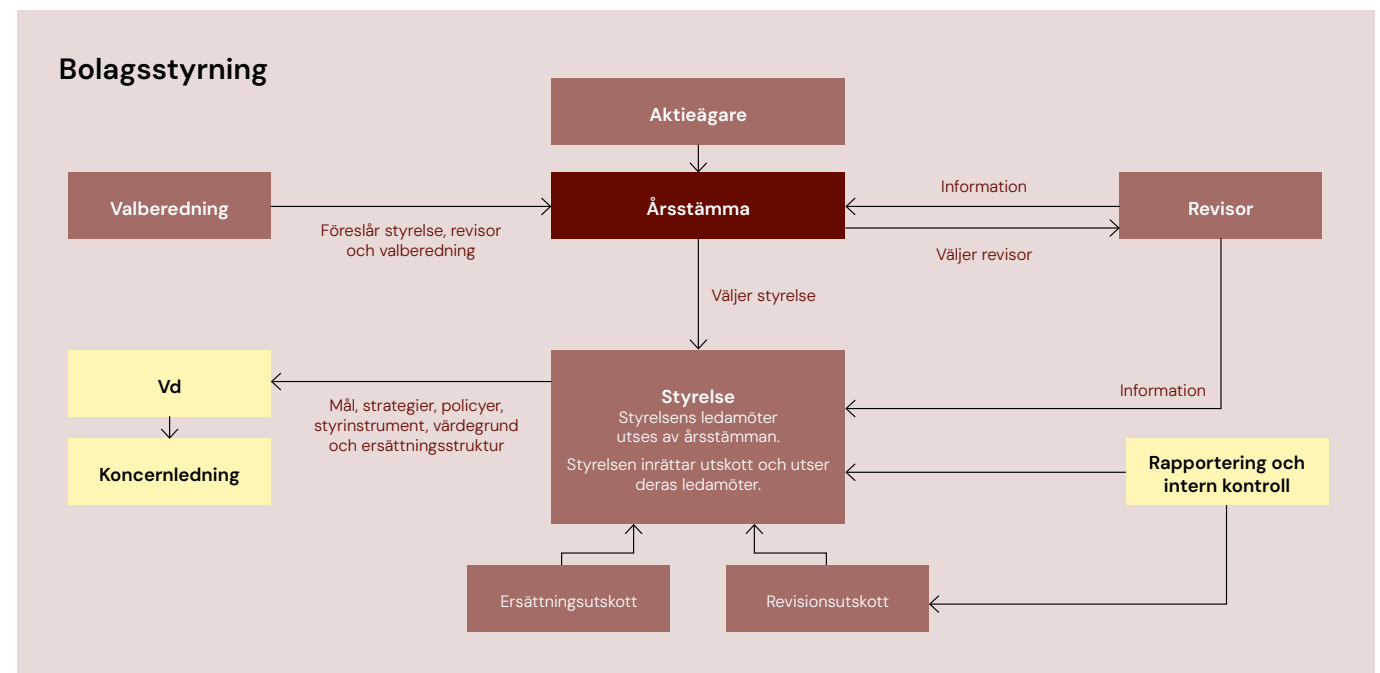 Bolagsstyrning
Aktieägare
Valberedning
Föreslår styrelse, revisor
och valberedning
Årsstämma
Information
Väljer revisor
Revisor
Väljer styrelse
Vd
Koncernledning
Mål, strategier, policyer,
styrinstrument, värdegrund
och ersättningsstruktur
Styrelse
Styrelsens ledamöter
utses av årsstämman.
Styrelsen inrättar utskott och utser
deras ledamöter.
Information
Rapportering och
intern kontroll
Ersättningsutskott
Revisionsutskott